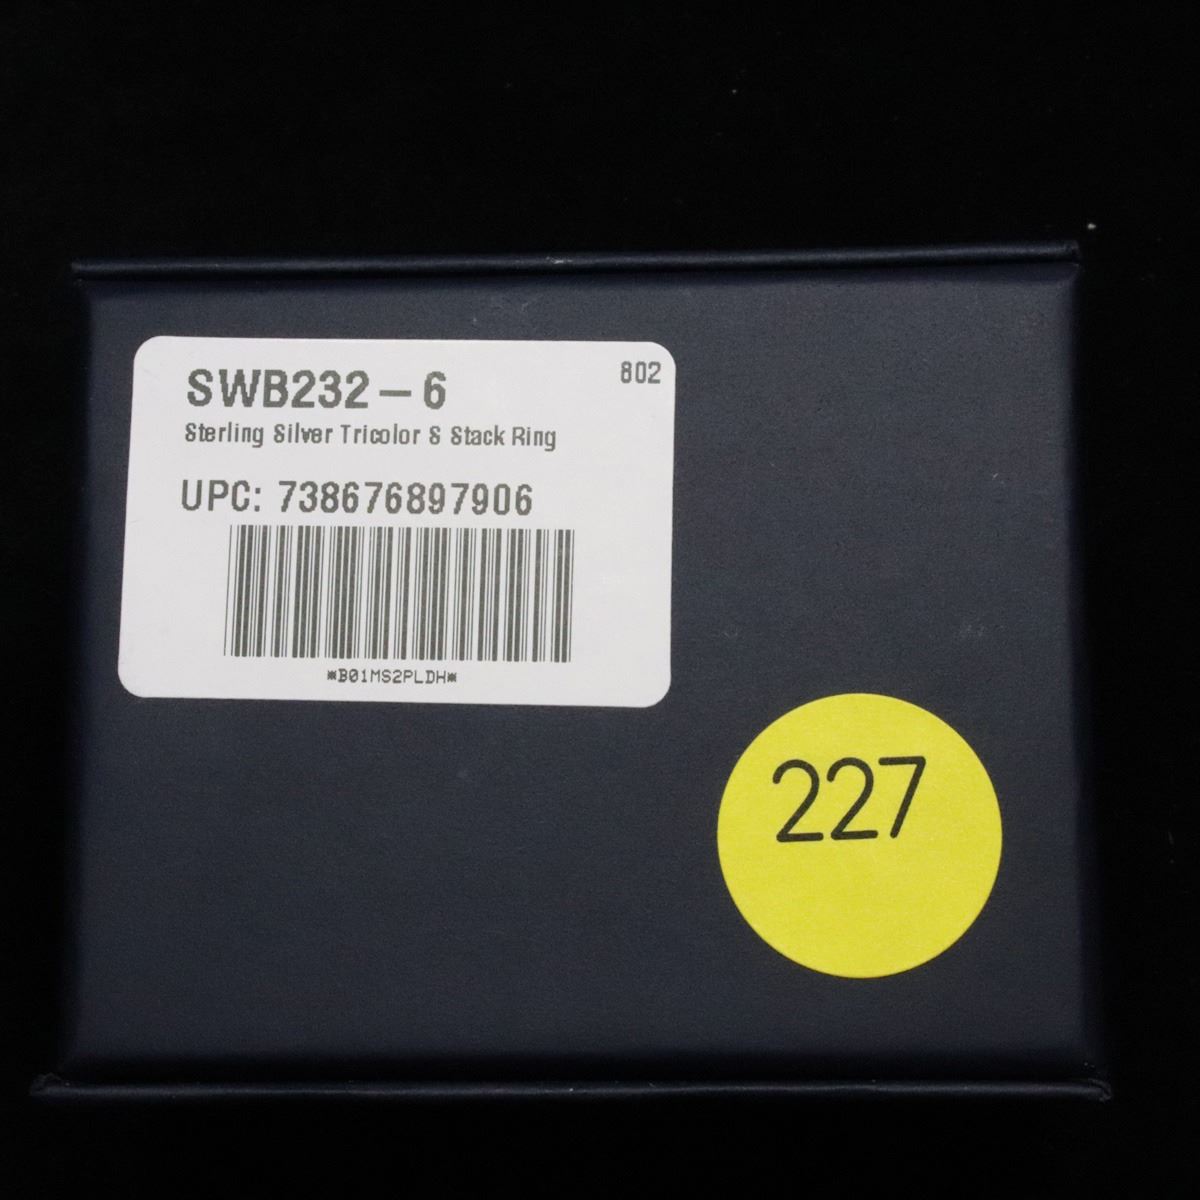 802
SWB232-6
Sterling Silver Tricolor S Stack Ring
UPC: 738676897906
*B01MS2PLDH*
227